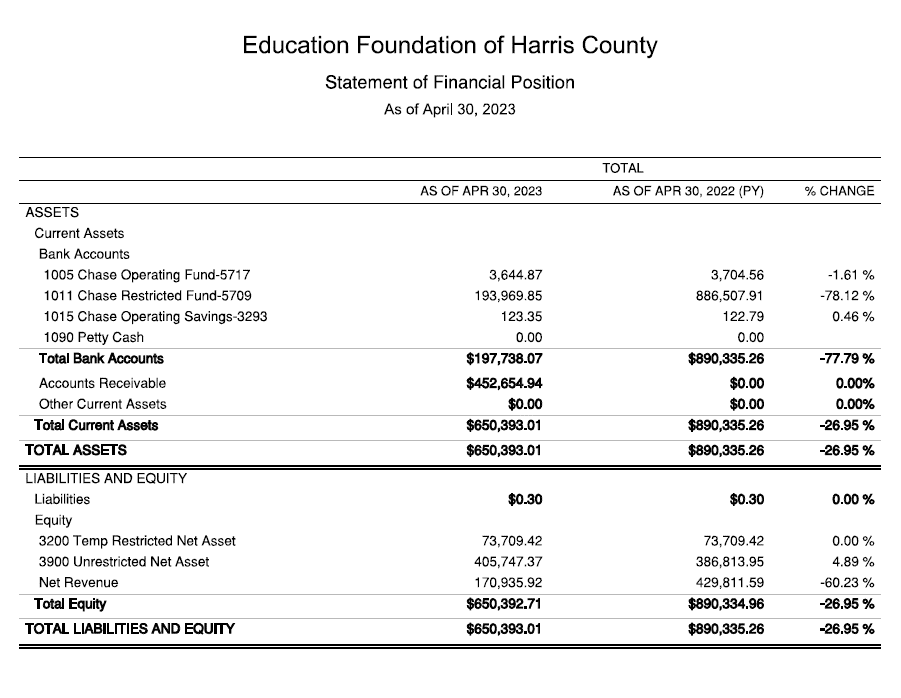 Education Foundation of Harris County
Statement of Financial Position
As of April 30, 2023
TOTAL
AS OF APR 30, 2023 AS OF APR 30, 2022 (PY) % CHANGE
ASSETS
Current Assets
Bank Accounts
1005 Chase Operating Fund-5717 3,644.87 3,704.56 -1.61 %
1011 Chase Restricted Fund-5709 193,969.85 886,507.91 -78.12 %
1015 Chase Operating Savings-3293 123.35 122.79 0.46 %
1090 Petty Cash 0.00 0.00
Total Bank Accounts $197,738.07 $890,335.26 -77.79 %
Accounts Receivable $452,654.94 $0.00 0.00%
Other Current Assets $0.00 $0.00 0.00%
Total Current Assets $650,393.01 $890,335.26 -26.95 %
TOTAL ASSETS $650,393.01 $890,335.26 -26.95 %
LIABILITIES AND EQUITY
Liabilities $0.30 $0.30 0.00 %
Equity
3200 Temp Restricted Net Asset 73,709.42 73,709.42 0.00 %
3900 Unrestricted Net Asset 405,747.37 386,813.95 4.89 %
Net Revenue 170,935.92 429,811.59 -60.23 %
Total Equity $650,392.71 $890,334.96 -26.95 %
TOTAL LIABILITIES AND EQUITY $650,393.01 $890,335.26 -26.95 %